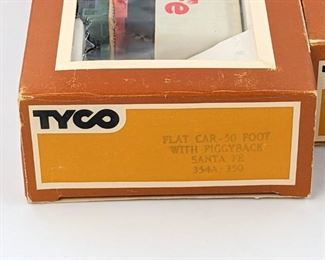 TYCO
FLAT CAR-50 FOOT
WITH PIGGYBACK
SANTA FE
354A:350